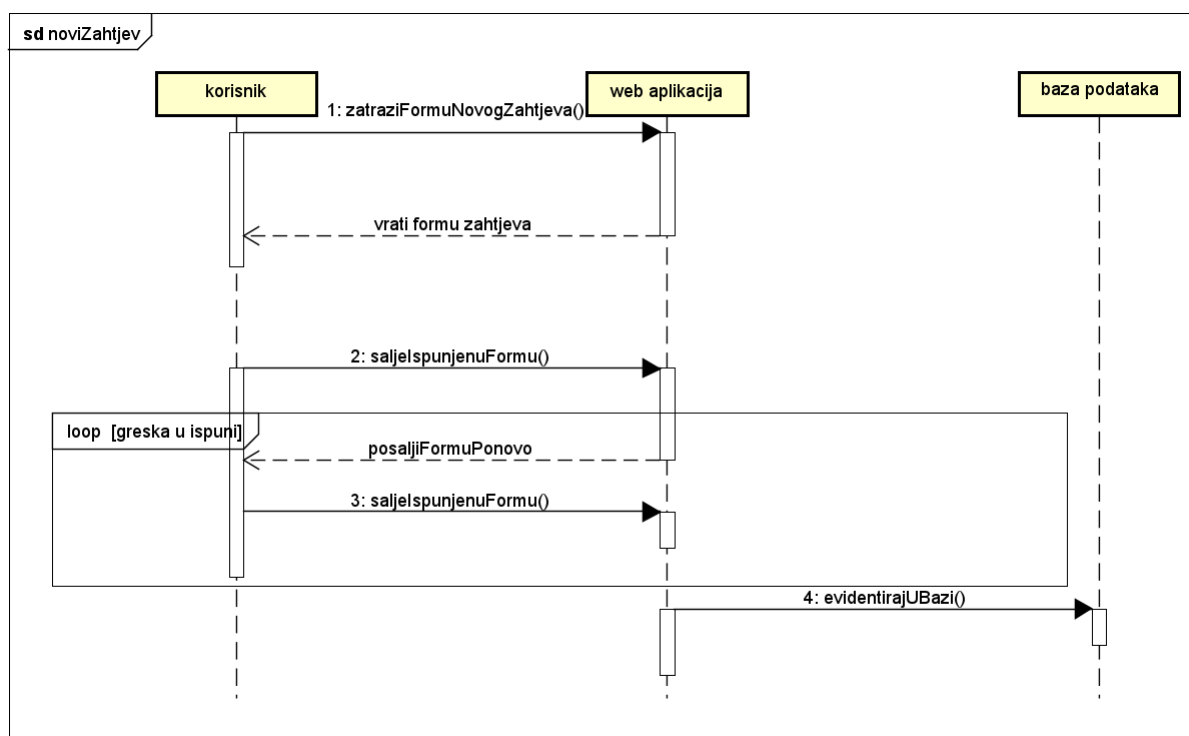 sd noviZahtjev
korisnik
web aplikacija
baza podataka
1: zatraziFormuNovogZahtjeva()
vrati formu zahtjeva
2: saljeIspunjenuFormu()
loop [greska u ispuni]
posaljiFormuPonovo
3: saljeIspunjenuFormu()
4: evidentirajUBazi()